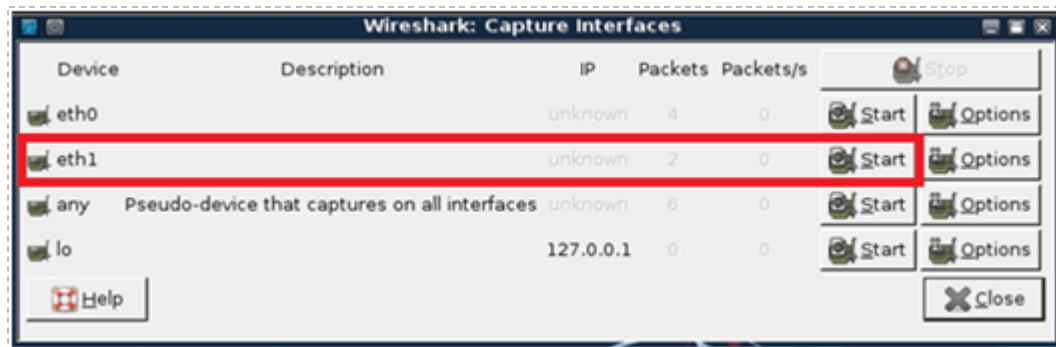 Wireshark: Capture Interfaces
Device Description IP Packets Packets/s Stop
eth0 unknown 4 0 Start Options
eth1 unknown 2 0 Start Options
any Pseudo-device that captures on all interfaces unknown 6 0 Start Options
lo 127.0.0.1 0 0 Start Options
Help Close